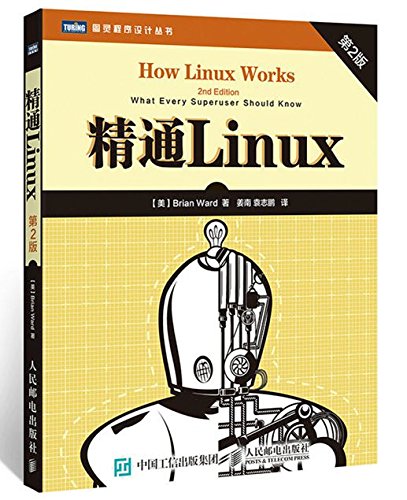 TURING 图灵程序设计丛书
第2版
How Linux Works
2nd Edition
What Every Superuser Should Know
精通Linux
【美】Brian Ward 著 姜南 袁志鹏 译
中国工信出版集团
人民邮电出版社
POSTS & TELECOM PRESS
TURING
精通Linux
第2版
【美】Brian Ward 著
人民邮电出版社